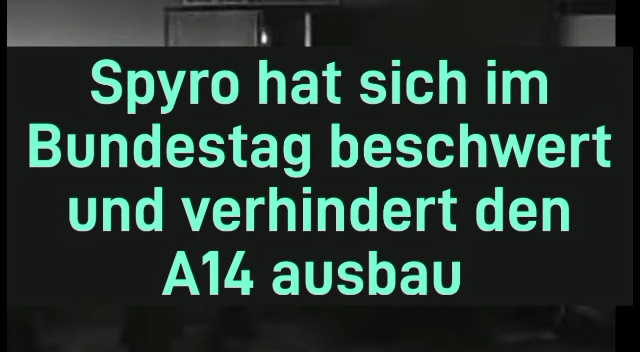 Spyro hat sich im
Bundestag beschwert
und verhindert den
A14 ausbau